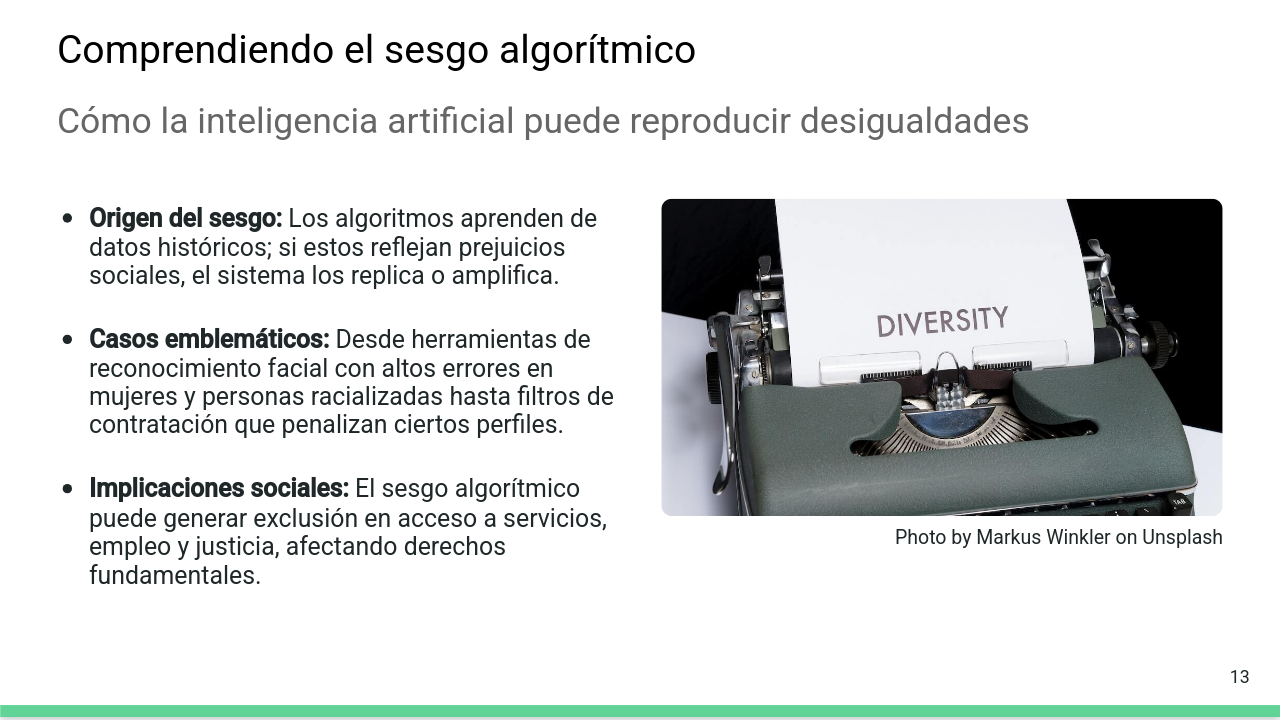 Comprendiendo el sesgo algorítmico
Cómo la inteligencia artificial puede reproducir desigualdades
• Origen del sesgo: Los algoritmos aprenden de
datos históricos; si estos reflejan prejuicios
sociales, el sistema los replica o amplifica.
• Casos emblemáticos: Desde herramientas de
reconocimiento facial con altos errores en
mujeres y personas racializadas hasta filtros de
contratación que penalizan ciertos perfiles.
• Implicaciones sociales: El sesgo algorítmico
puede generar exclusión en acceso a servicios,
empleo y justicia, afectando derechos
fundamentales.
DIVERSITY
TAB
Photo by Markus Winkler on Unsplash
13